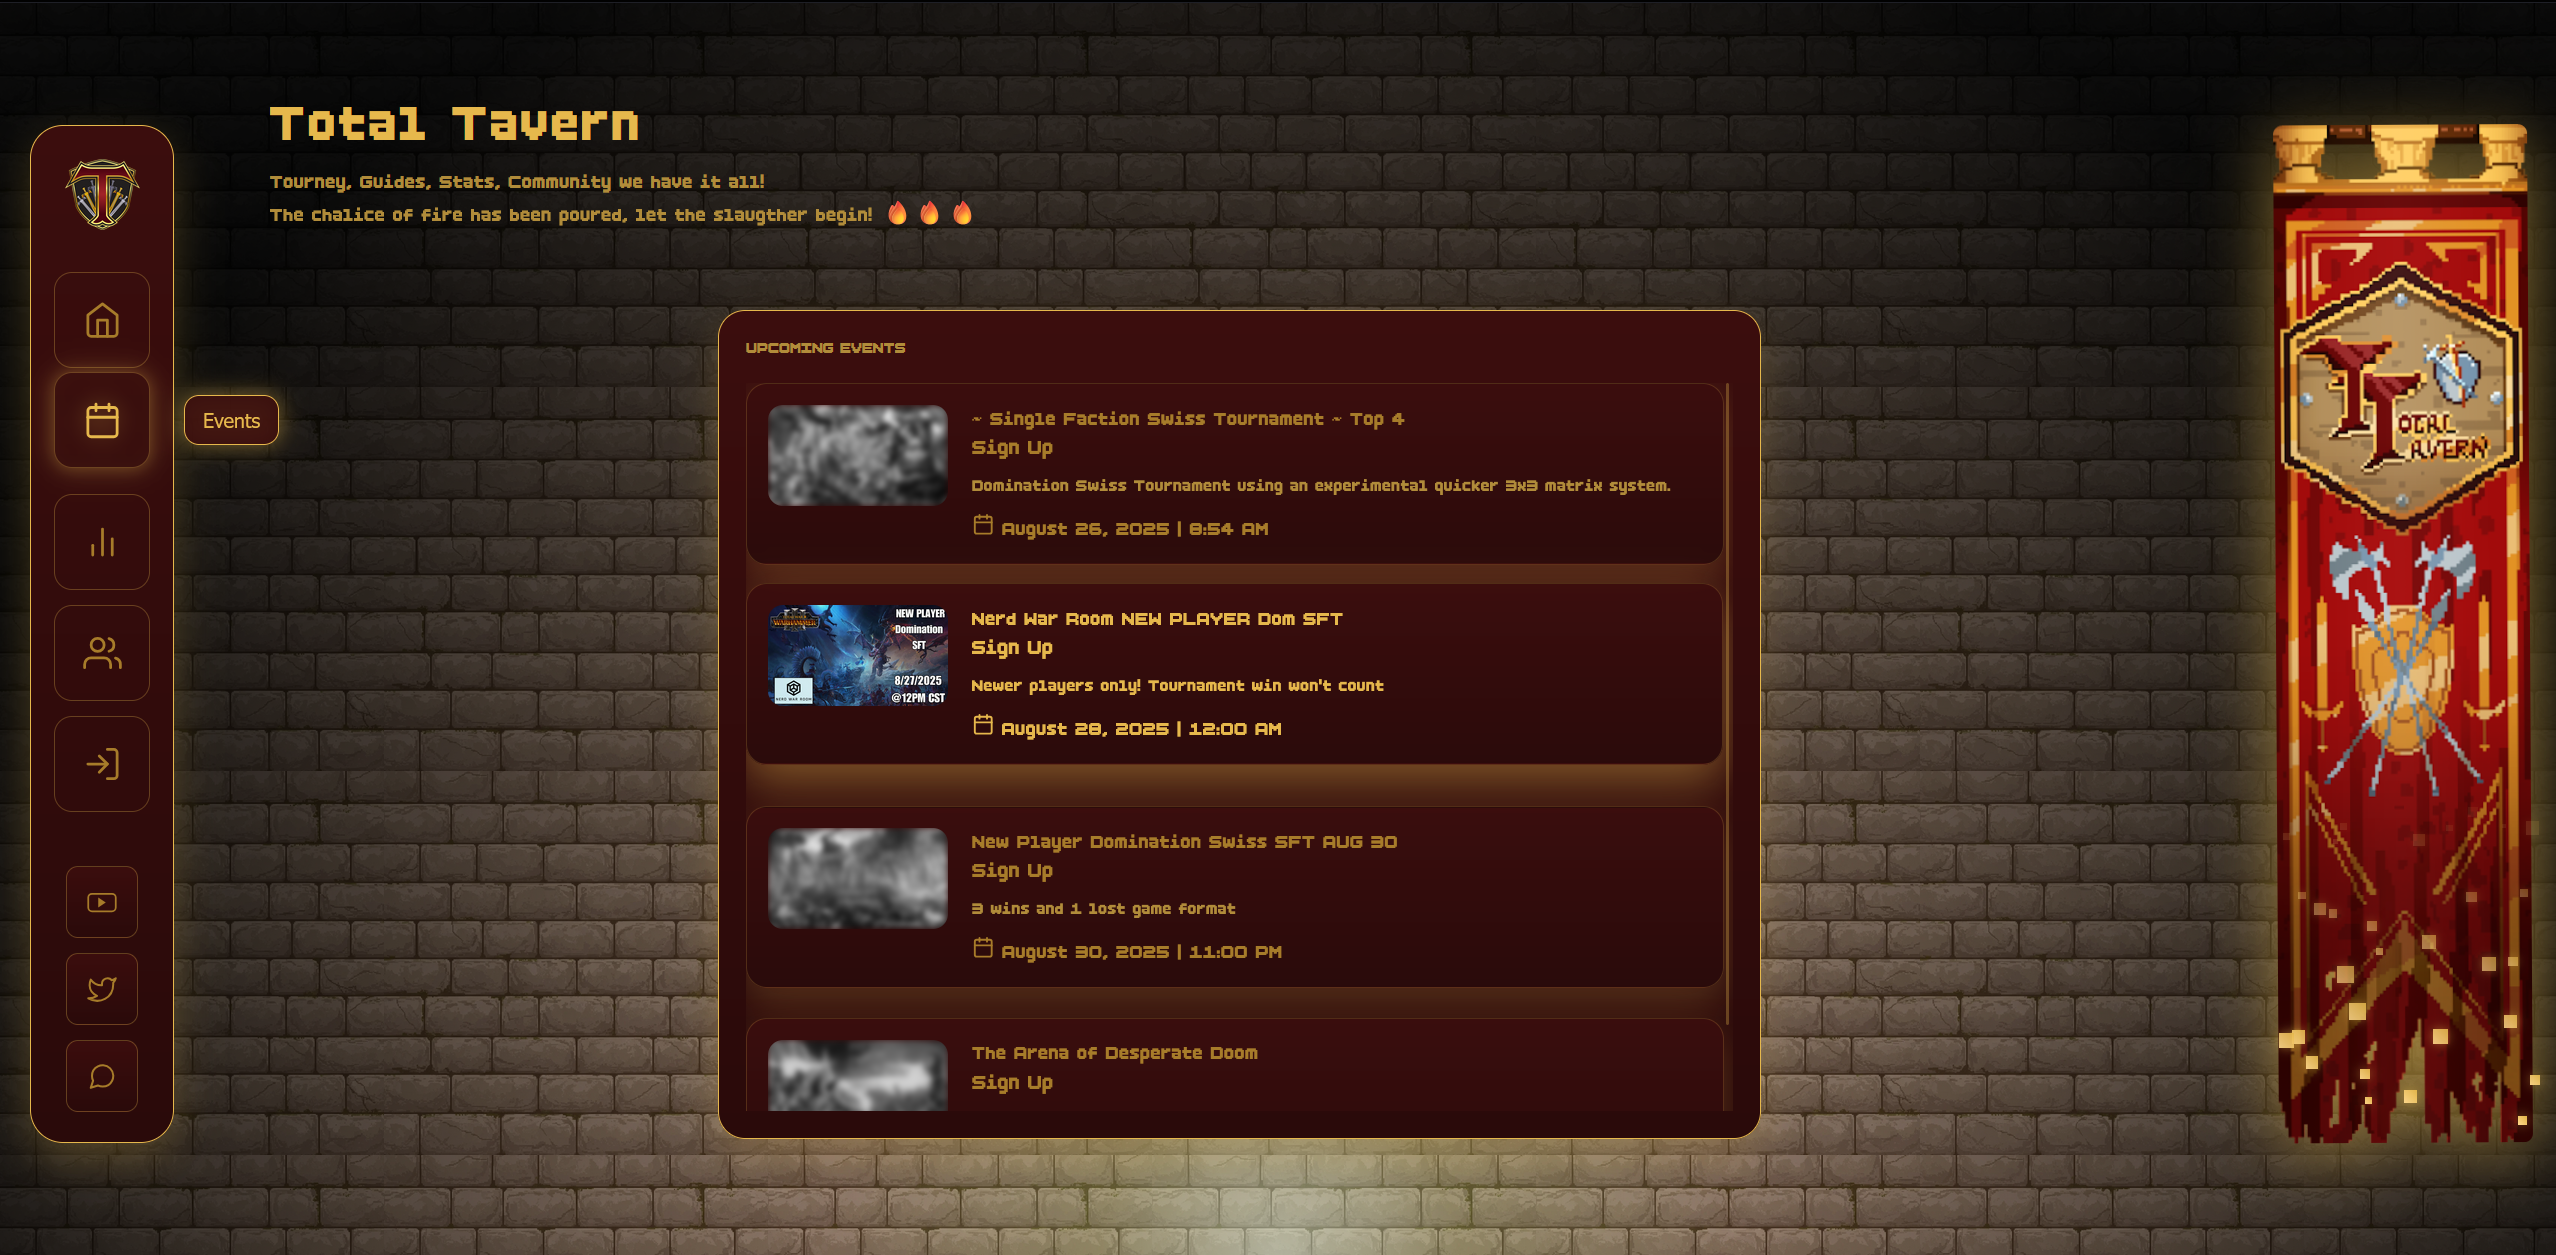 Total Tavern
Tourney, Guides, Stats, Community we have it all!
The chalice of fire has been poured, let the slaugther begin! 🔥 🔥 🔥
Events
UPCOMING EVENTS
~ Single Faction Swiss Tournament ~ Top 4
Sign Up
Domination Swiss Tournament using an experimental quicker 3x3 matrix system.
August 26, 2025 | 8:54 AM
WARHAMMER
NEW PLAYER
Domination
SFT
8/27/2025
@12PM CST
NERD WAR ROOM
Nerd War Room NEW PLAYER Dom SFT
Sign Up
Newer players only! Tournament win won't count
August 28, 2025 | 12:00 AM
New Player Domination Swiss SFT AUG 30
Sign Up
3 wins and 1 lost game format
August 30, 2025 | 11:00 PM
The Arena of Desperate Doom
Sign Up
TOTAL
TAVERN